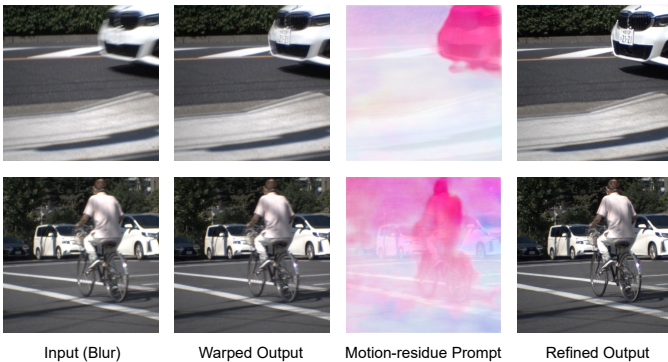 Input (Blur)
Warped Output
Motion-residue Prompt
Refined Output